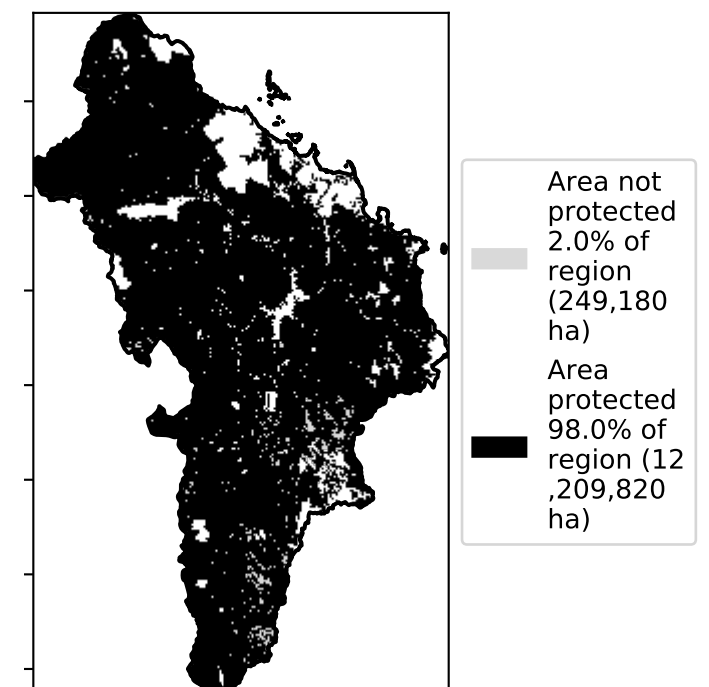 Area not
protected
2.0% of
region
(249,180
ha)
Area
protected
98.0% of
region (12
,209,820
ha)